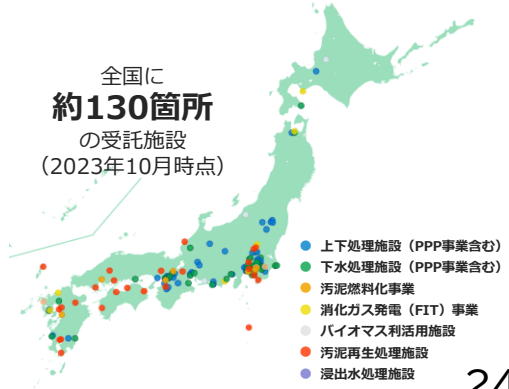 全国に
約130箇所
の受託施設
（2023年10月時点）
上下処理施設（PPP事業含む）
下水処理施設（PPP事業含む）
汚泥燃料化事業
消化ガス発電（FIT）事業
バイオマス利活用施設
汚泥再生処理施設
浸出水処理施設
24